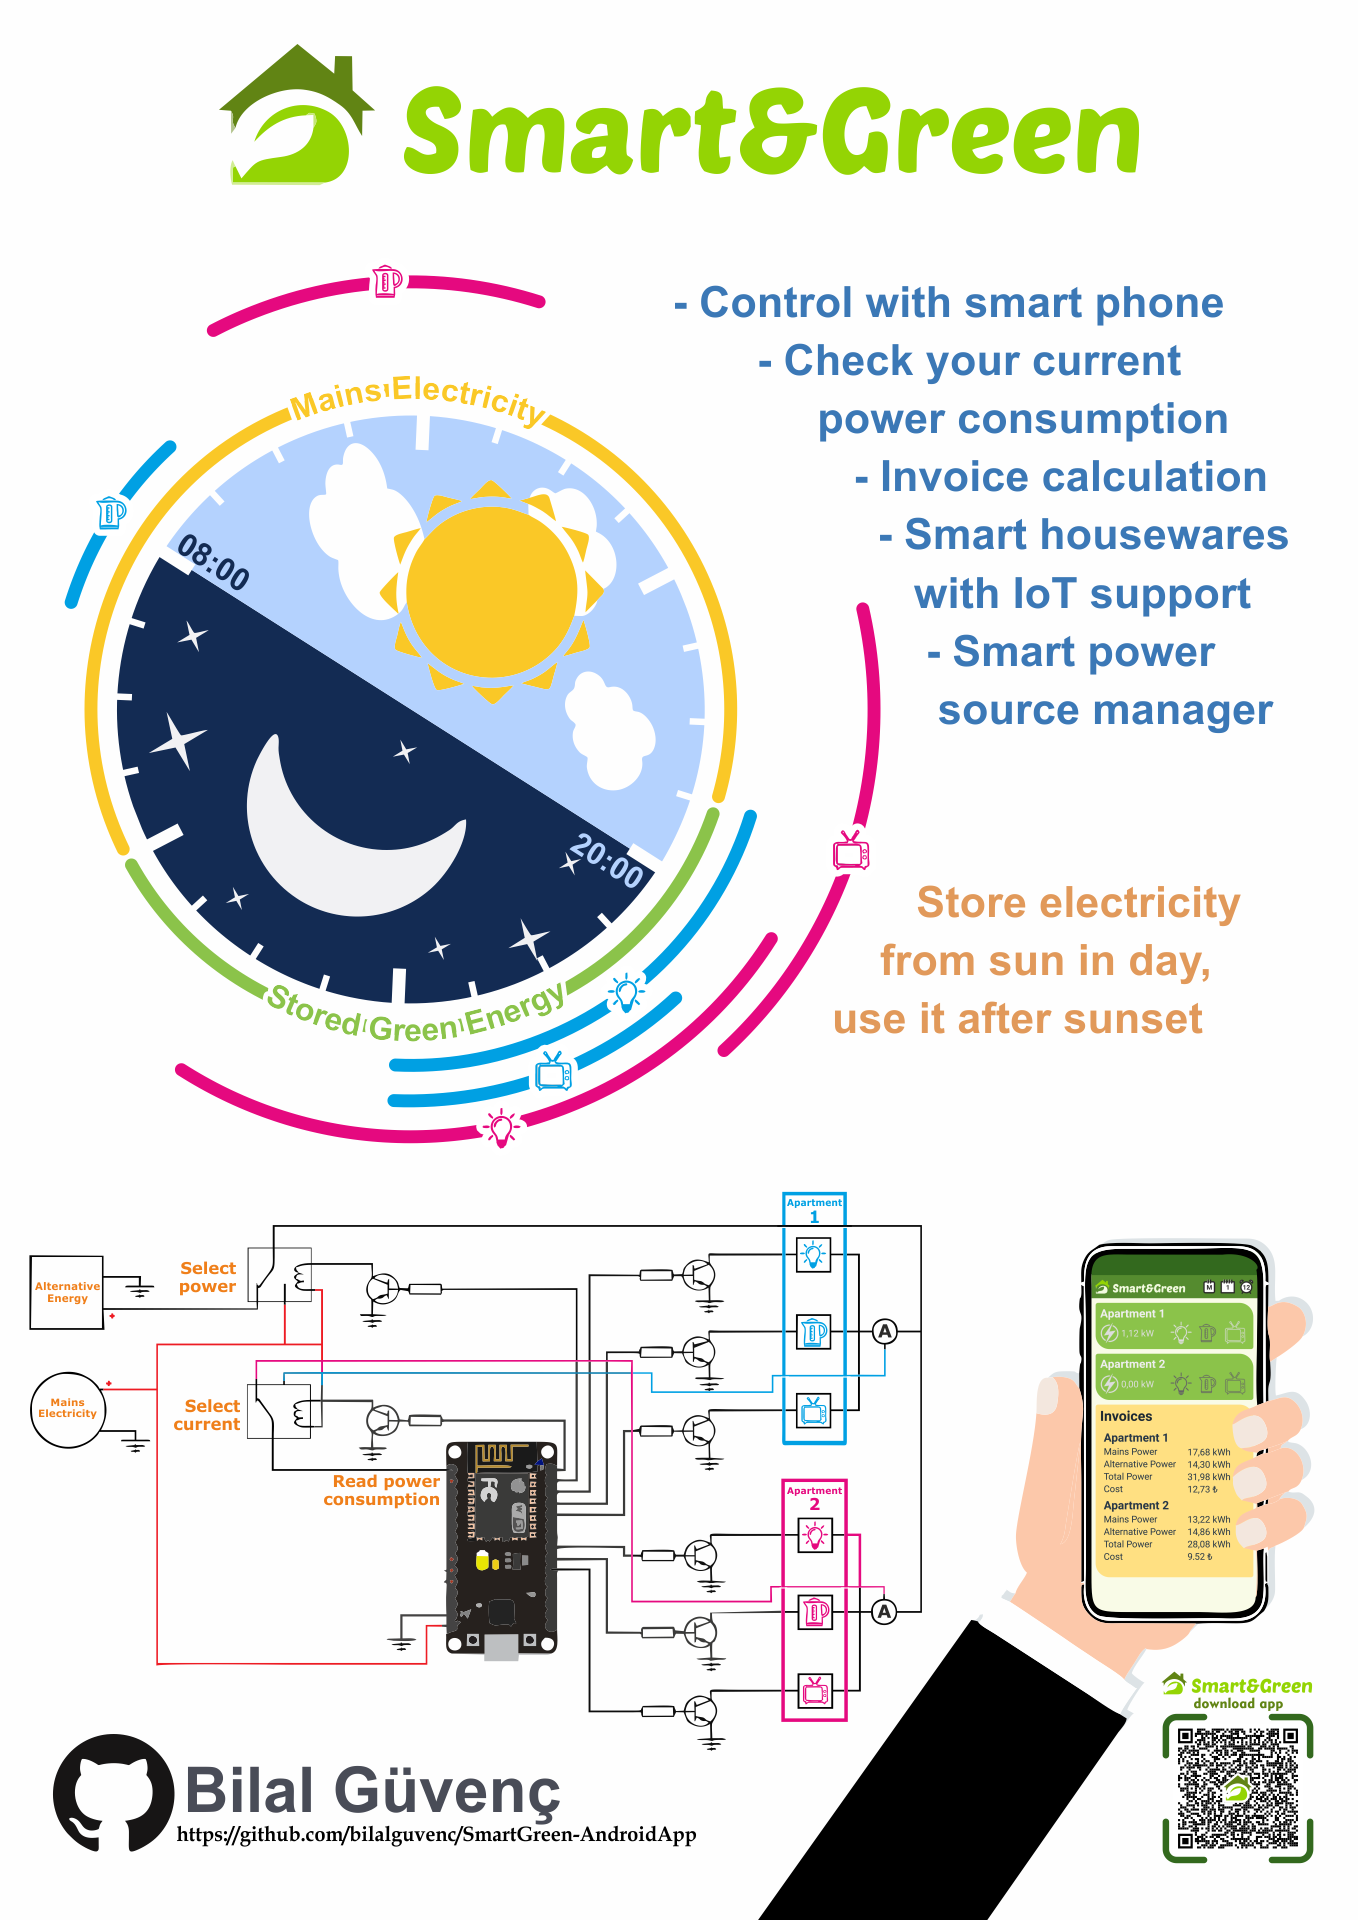 Smart&Green
- Control with smart phone
- Check your current
power consumption
- Invoice calculation
- Smart housewares
with IoT support
- Smart power
source manager
Mains Electricity
08:00
20:00
Stored Green Energy
Store electricity
from sun in day,
use it after sunset
Alternative
Energy
+
Select
power
Mains
Electricity
+
Select
current
Read power
consumption
Apartment
1
A
Apartment
2
A
Smart&Green
M
1
12
Apartment 1
1,12 kW
Apartment 2
0,00 kW
Invoices
Apartment 1
Mains Power 17,68 kWh
Alternative Power 14,30 kWh
Total Power 31,98 kWh
Cost 12,73 ₺
Apartment 2
Mains Power 13,22 kWh
Alternative Power 14,86 kWh
Total Power 28,08 kWh
Cost 9.52 ₺
Smart&Green
download app
Bilal Güvenç
https://github.com/bilalguvenc/SmartGreen-AndroidApp